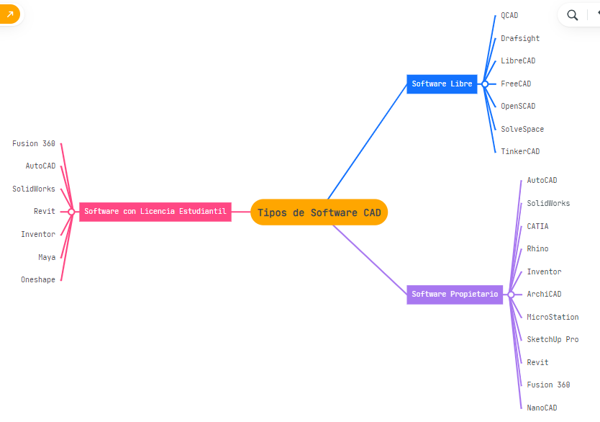 Tipos de Software CAD
Software Libre
QCAD
Drafsight
LibreCAD
FreeCAD
OpenSCAD
SolveSpace
TinkerCAD
Software Propietario
AutoCAD
SolidWorks
CATIA
Rhino
Inventor
ArchiCAD
MicroStation
SketchUp Pro
Revit
Fusion 360
NanoCAD
Software con Licencia Estudiantil
Fusion 360
AutoCAD
SolidWorks
Revit
Inventor
Maya
Oneshape